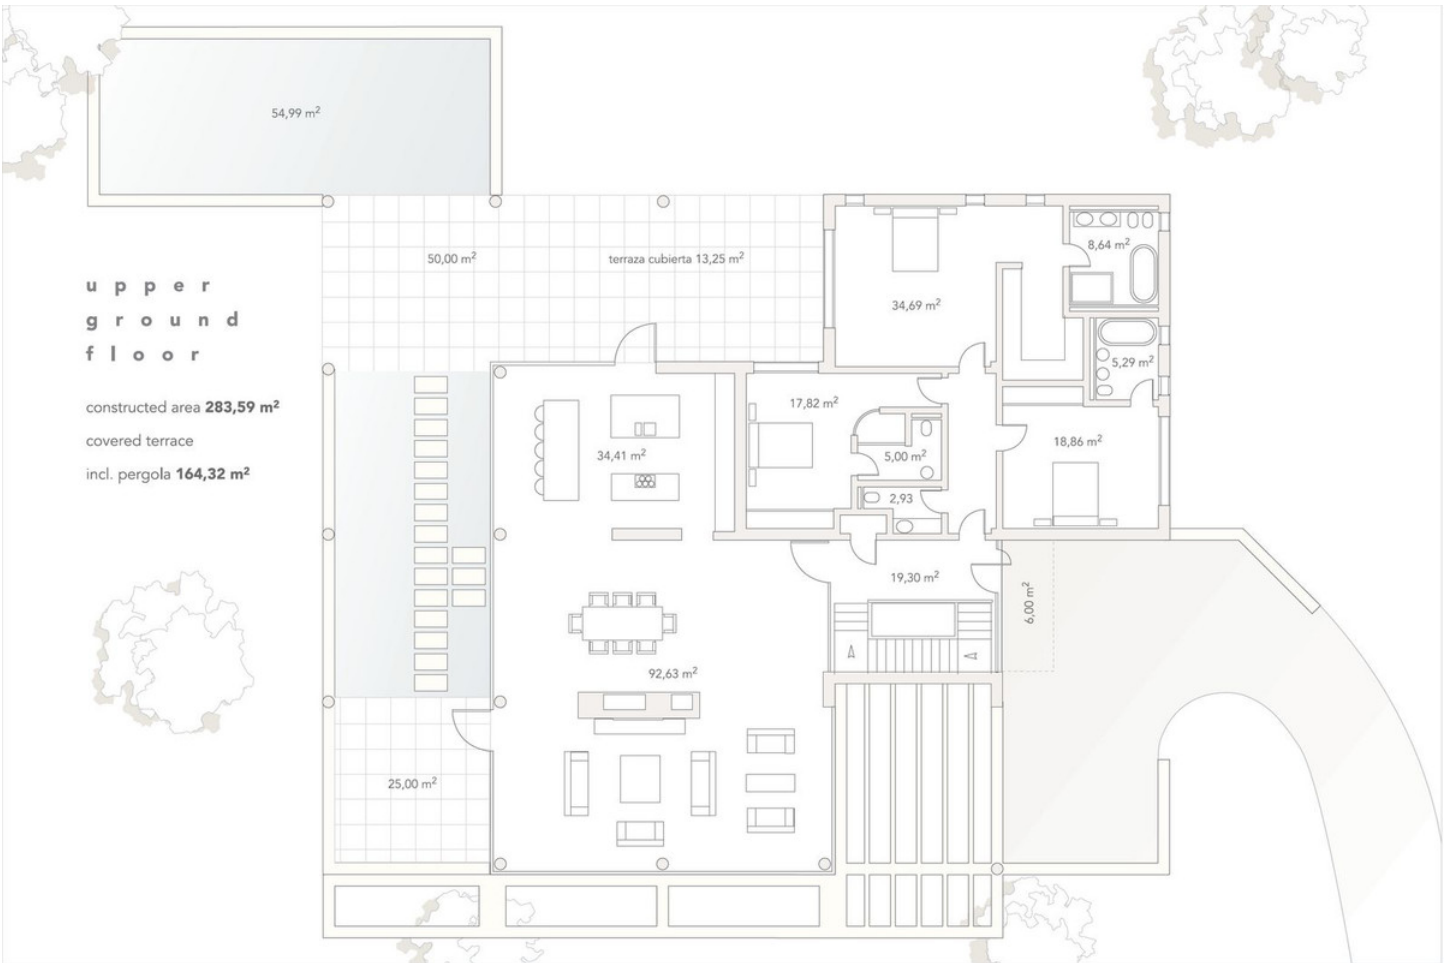 54,99 m²
50,00 m²
terraza cubierta 13,25 m²
8,64 m²
upper
ground
floor
34,69 m²
5,29 m²
constructed area 283,59 m²
covered terrace
incl. pergola 164,32 m²
17,82 m²
34,41 m²
5,00 m²
18,86 m²
2,93
19,30 m²
6,00 m²
92,63 m²
25,00 m²